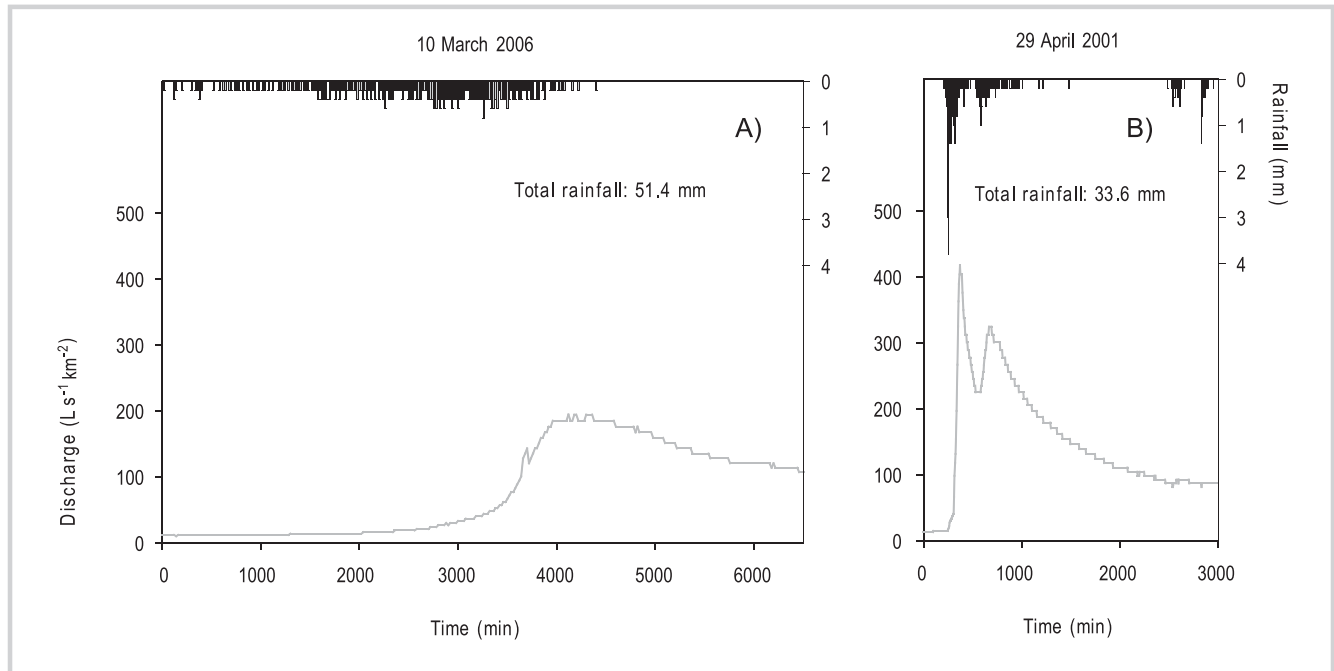 10 March 2006
29 April 2001
A)
B)
Total rainfall: 51.4 mm
Total rainfall: 33.6 mm
Discharge (L s-1 km-2)
500
400
300
200
100
0
0
1
2
3
4
0 1000 2000 3000 4000 5000 6000
Time (min)
500
400
300
200
100
0
0
1
2
3
4
Rainfall (mm)
0 1000 2000 3000
Time (min)